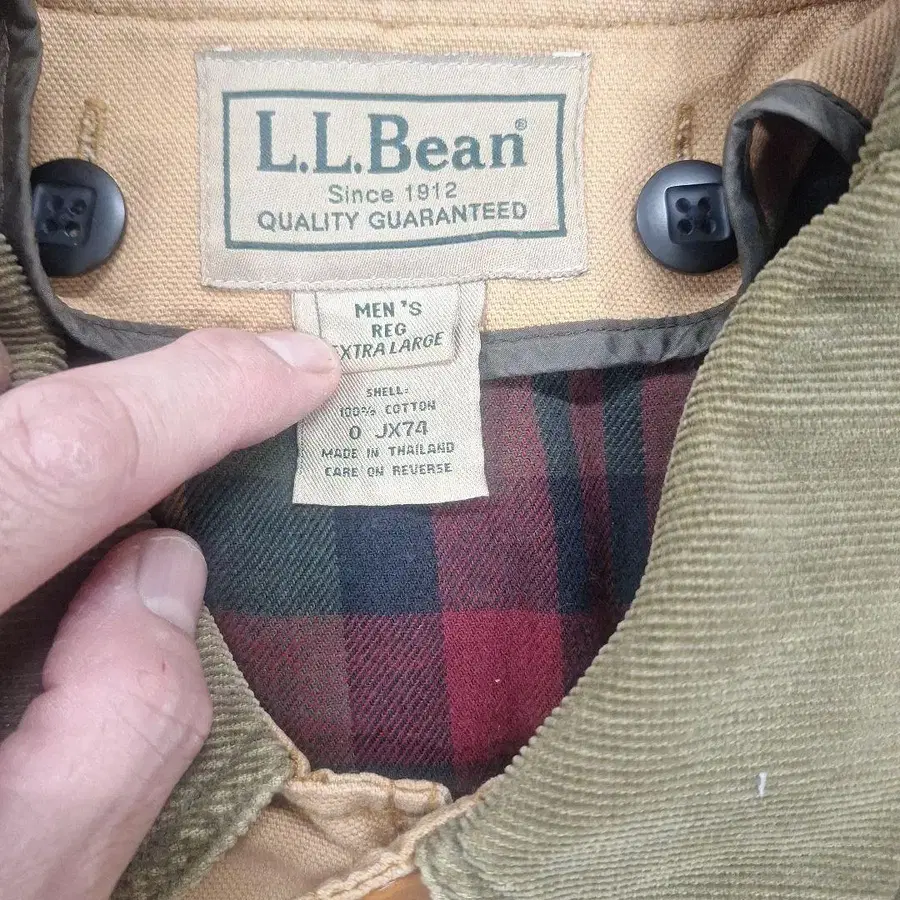 L.L.Bean®
Since 1912
QUALITY GUARANTEED
MEN'S
REG
EXTRA LARGE
SHELL:
100% COTTON
0 JX74
MADE IN THAILAND
CARE ON REVERSE